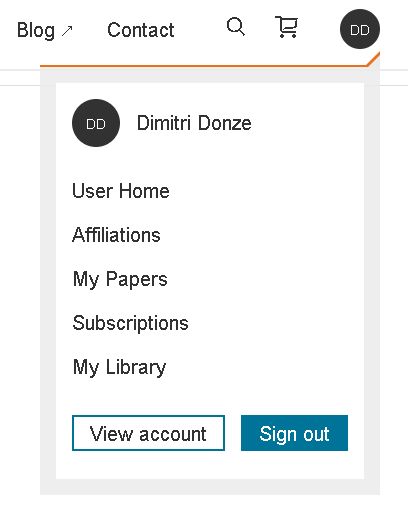 Blog ↗ Contact DD
DD Dimitri Donze
User Home
Affiliations
My Papers
Subscriptions
My Library
View account Sign out